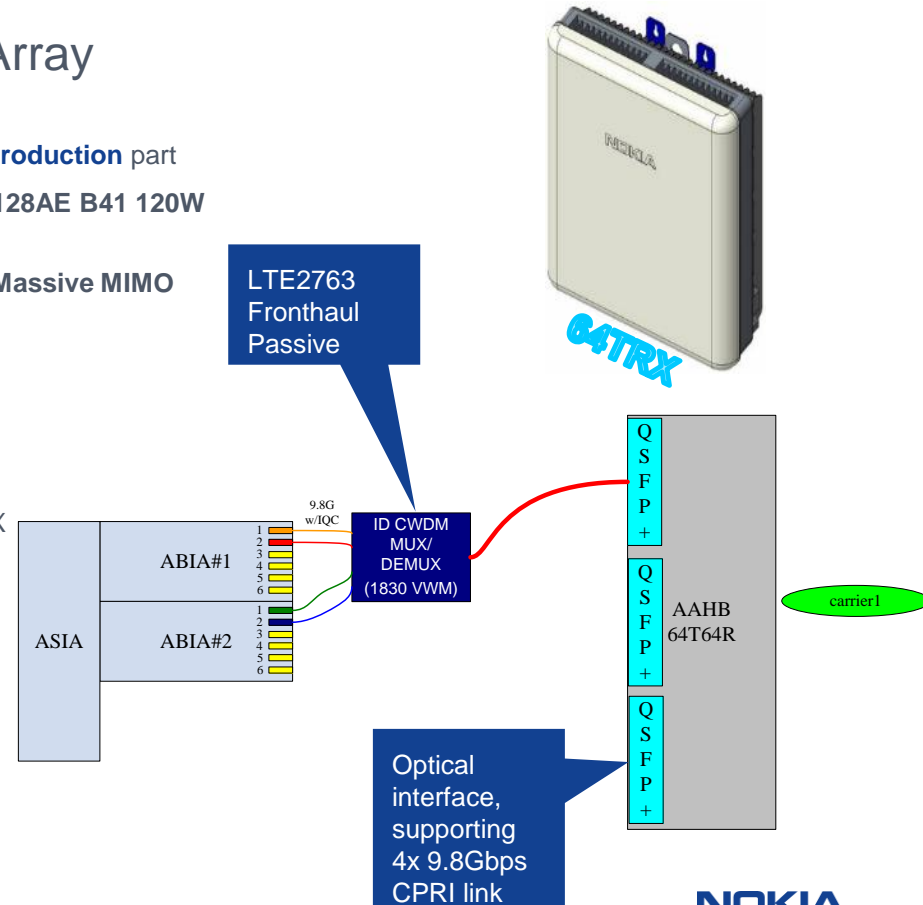 Array
NOKIA
roduction part
128AE B41 120W
Massive MIMO
LTE2763
Fronthaul
Passive
64TRX
X
9.8G
w/IQC
ID CWDM
MUX/
DEMUX
(1830 VWM)
ASIA
ABIA#1
1
2
3
4
5
6
ABIA#2
1
2
3
4
5
6
Q
S
F
P
+
Q
S
F
P
+
Q
S
F
P
+
AAHB
64T64R
carrier1
Optical
interface,
supporting
4x 9.8Gbps
CPRI link
NOKIA